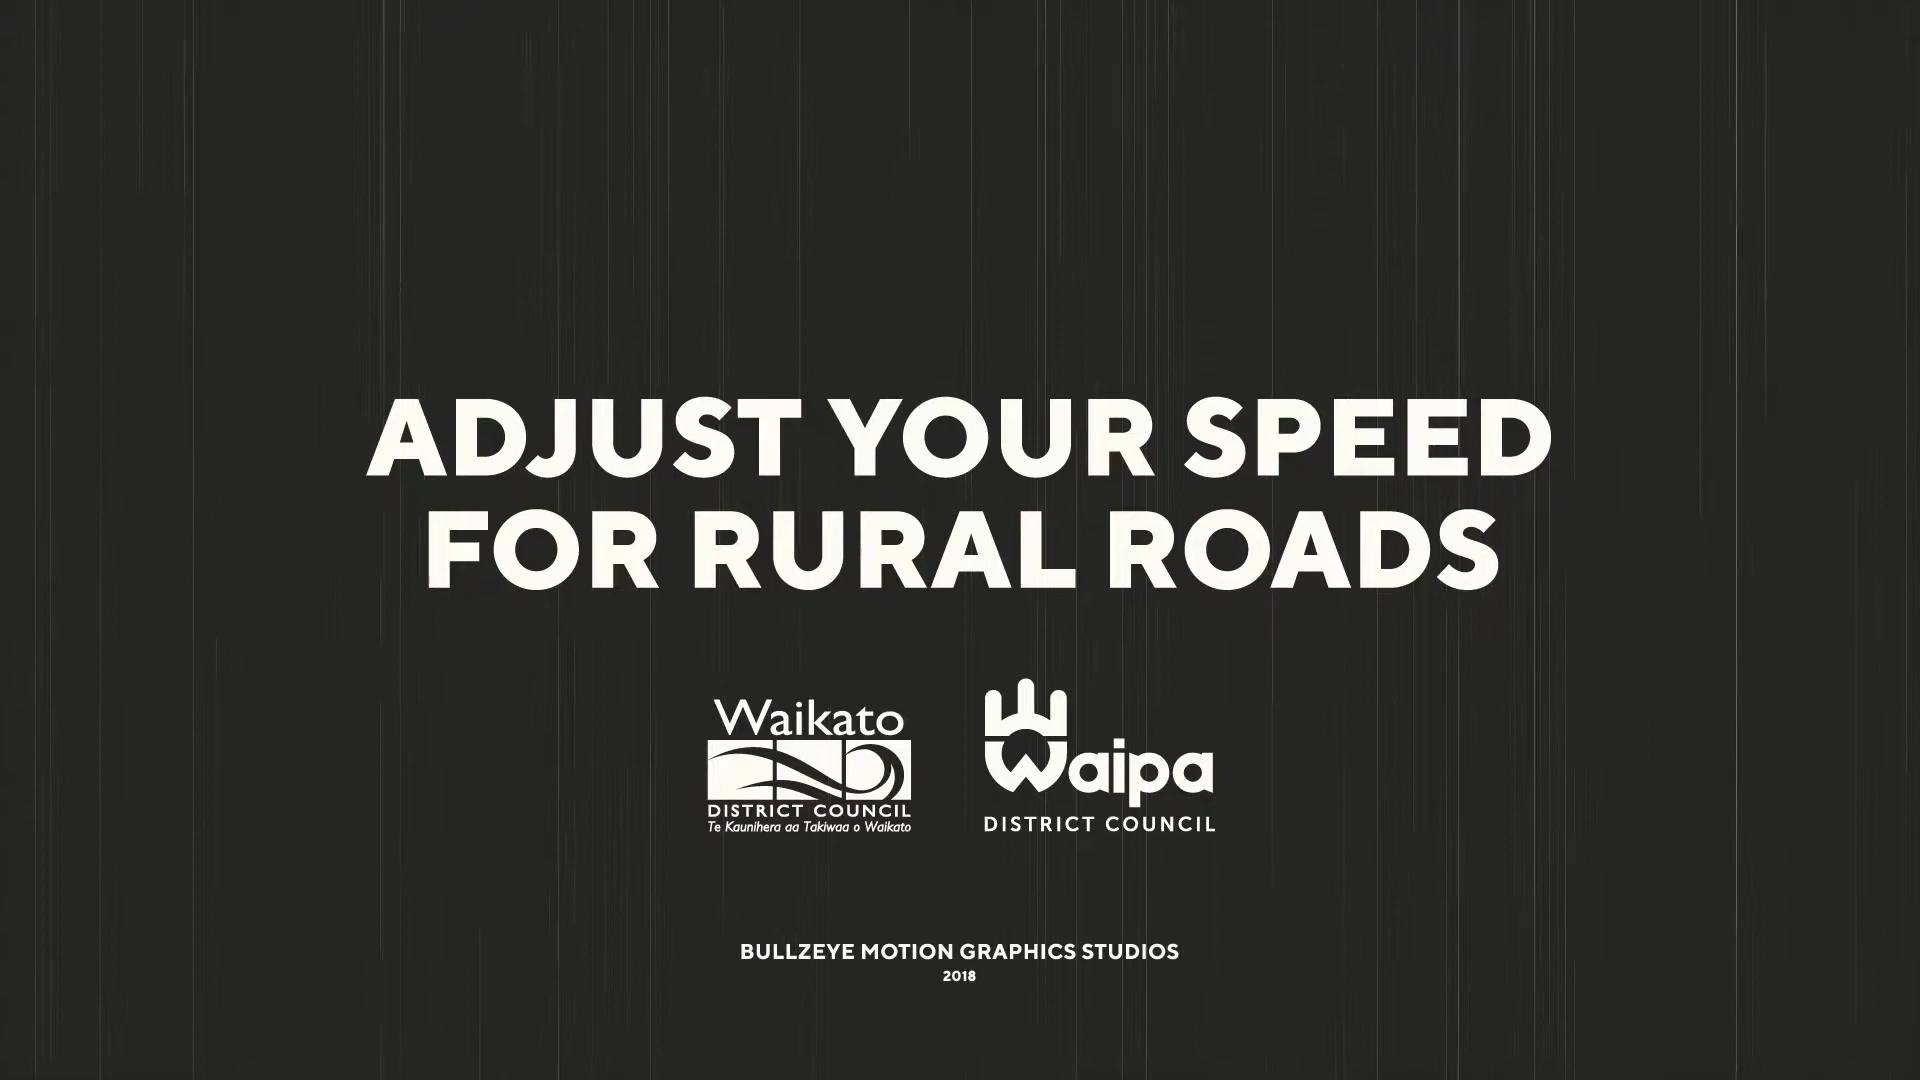 ADJUST YOUR SPEED
FOR RURAL ROADS
Waikato
DISTRICT COUNCIL
Te Kaunihera aa Takiwaa o Waikato
Waipa
DISTRICT COUNCIL
BULLZEYE MOTION GRAPHICS STUDIOS
2018